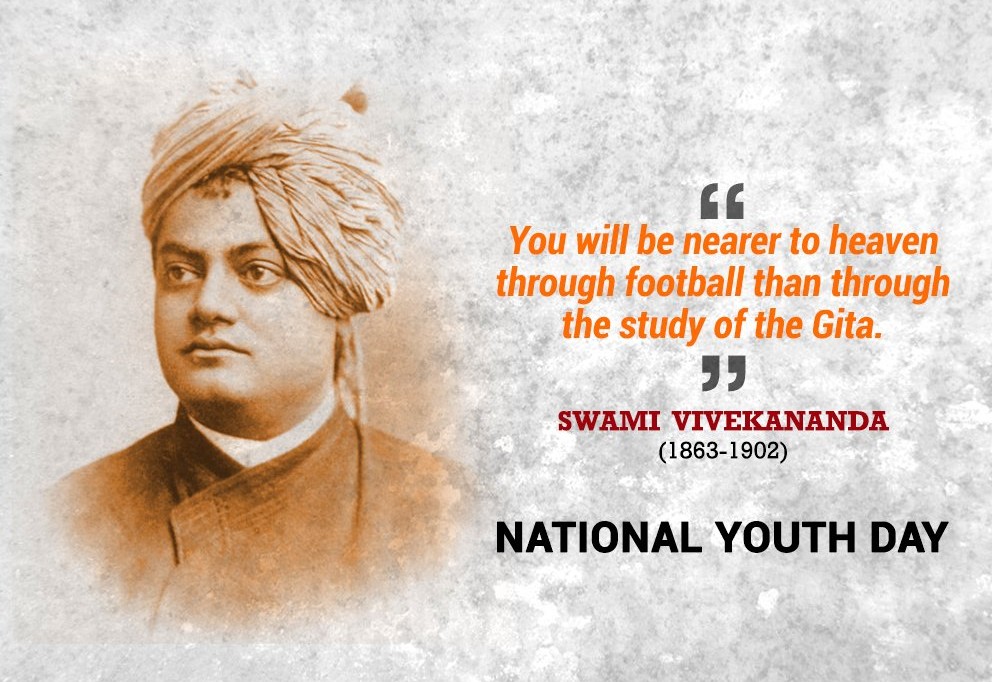 “
You will be nearer to heaven
through football than through
the study of the Gita.
”
SWAMI VIVEKANANDA
(1863-1902)
NATIONAL YOUTH DAY